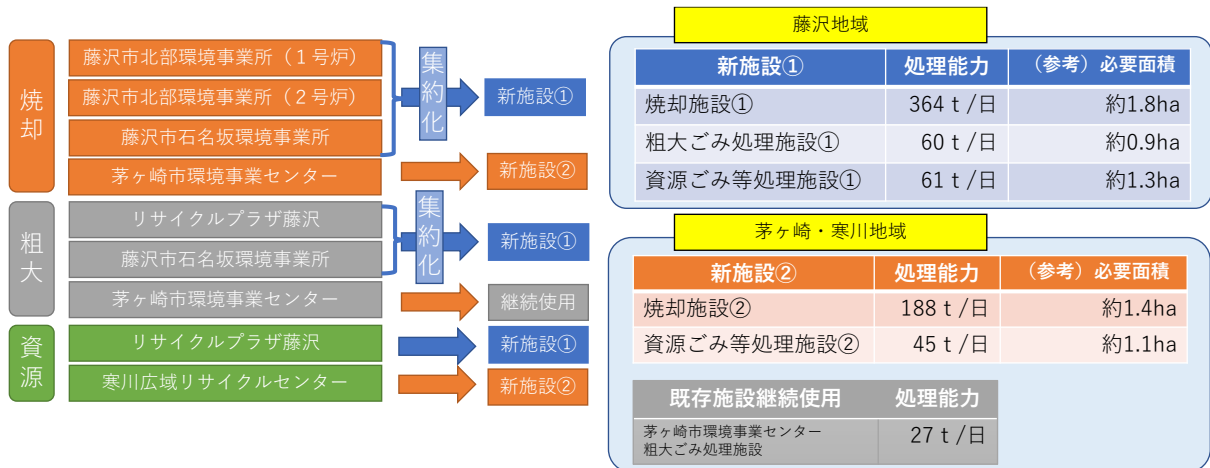 焼却
藤沢市北部環境事業所（１号炉）
藤沢市北部環境事業所（２号炉）
藤沢市石名坂環境事業所
茅ヶ崎市環境事業センター
集約化
新施設①
新施設②
粗大
リサイクルプラザ藤沢
藤沢市石名坂環境事業所
茅ヶ崎市環境事業センター
集約化
新施設①
継続使用
資源
リサイクルプラザ藤沢
寒川広域リサイクルセンター
新施設①
新施設②
藤沢地域
新施設① 処理能力 （参考）必要面積
焼却施設① 364ｔ/日 約1.8ha
粗大ごみ処理施設① 60ｔ/日 約0.9ha
資源ごみ等処理施設① 61ｔ/日 約1.3ha
茅ヶ崎・寒川地域
新施設② 処理能力 （参考）必要面積
焼却施設② 188ｔ/日 約1.4ha
資源ごみ等処理施設② 45ｔ/日 約1.1ha
既存施設継続使用 処理能力
茅ヶ崎市環境事業センター
粗大ごみ処理施設 27ｔ/日